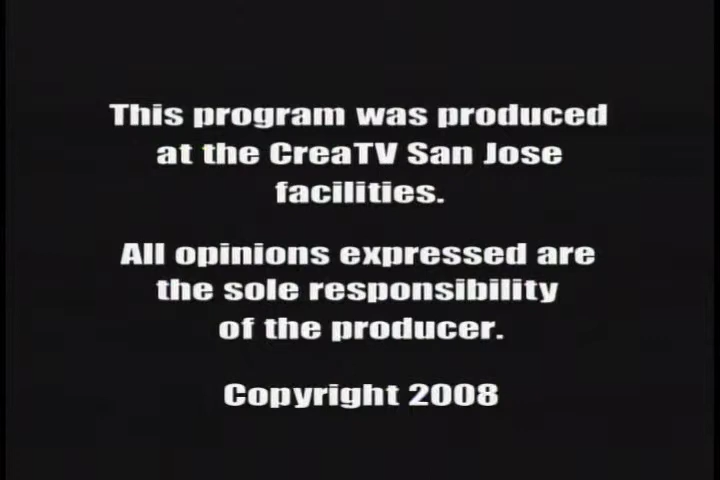 This program was produced
at the CreaTV San Jose
facilities.
All opinions expressed are
the sole responsibility
of the producer.
Copyright 2008